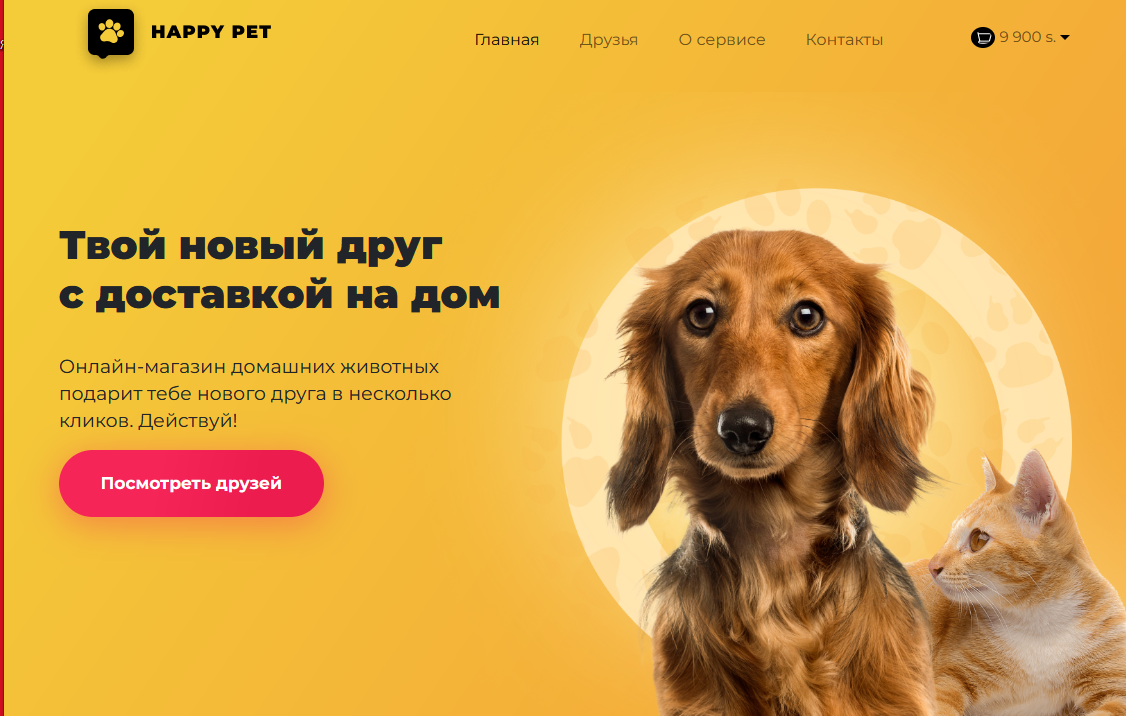 HAPPY PET
Главная
Друзья
О сервисе
Контакты
9 900 s.
Твой новый друг
с доставкой на дом
Онлайн-магазин домашних животных
подарит тебе нового друга в несколько
кликов. Действуй!
Посмотреть друзей